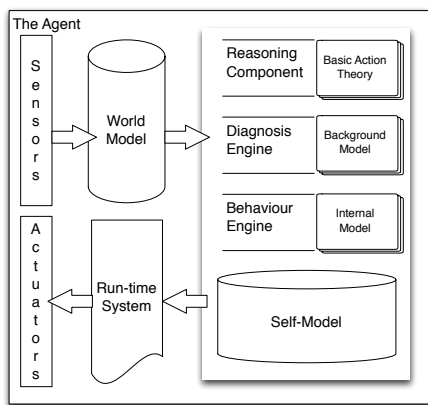 The Agent
S
e
n
s
o
r
s
World
Model
Reasoning
Component
Basic Action
Theory
Diagnosis
Engine
Background
Model
Behaviour
Engine
Internal
Model
A
c
t
u
a
t
o
r
s
Run-time
System
Self-Model